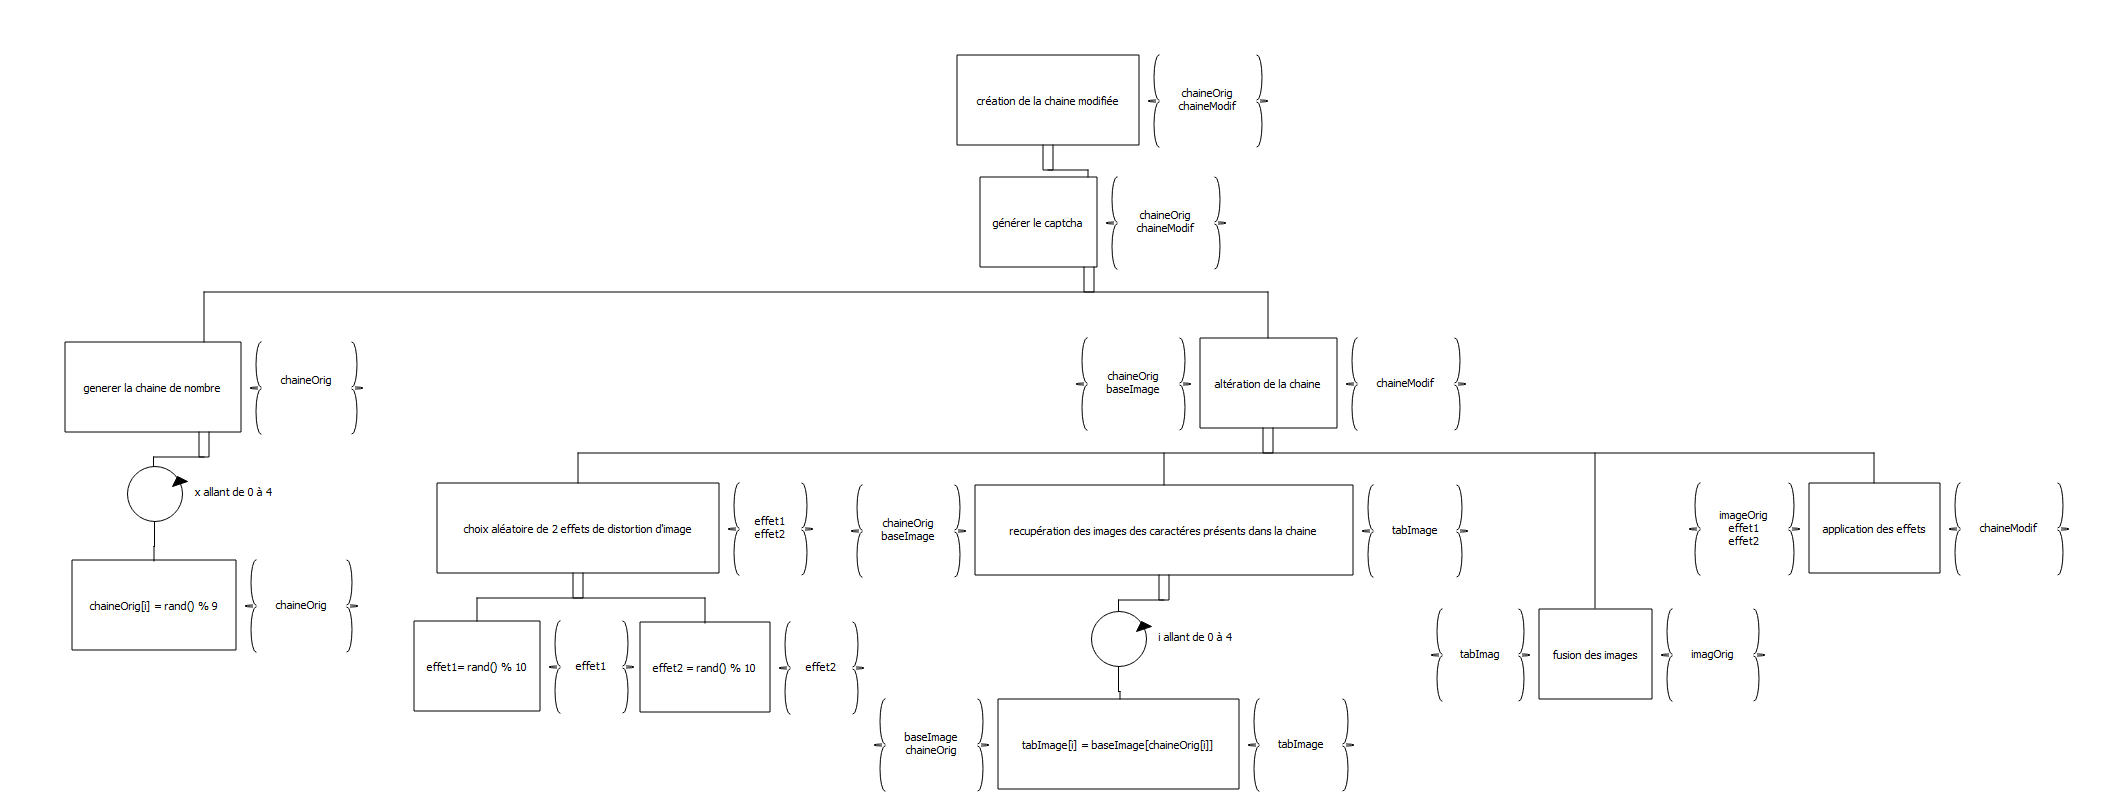 création de la chaine modifiée
chaineOrig
chaineModif
générer le captcha
chaineOrig
chaineModif
generer la chaine de nombre
chaineOrig
chaineOrig
baseImage
altération de la chaine
chaineModif
x allant de 0 à 4
chaineOrig[i] = rand() % 9
chaineOrig
choix aléatoire de 2 effets de distortion d'image
effet1
effet2
chaineOrig
baseImage
recupération des images des caractéres présents dans la chaine
tabImage
imageOrig
effet1
effet2
application des effets
chaineModif
effet1= rand() % 10
effet1
effet2 = rand() % 10
effet2
i allant de 0 à 4
tabImag
fusion des images
imagOrig
baseImage
chaineOrig
tabImage[i] = baseImage[chaineOrig[i]]
tabImage